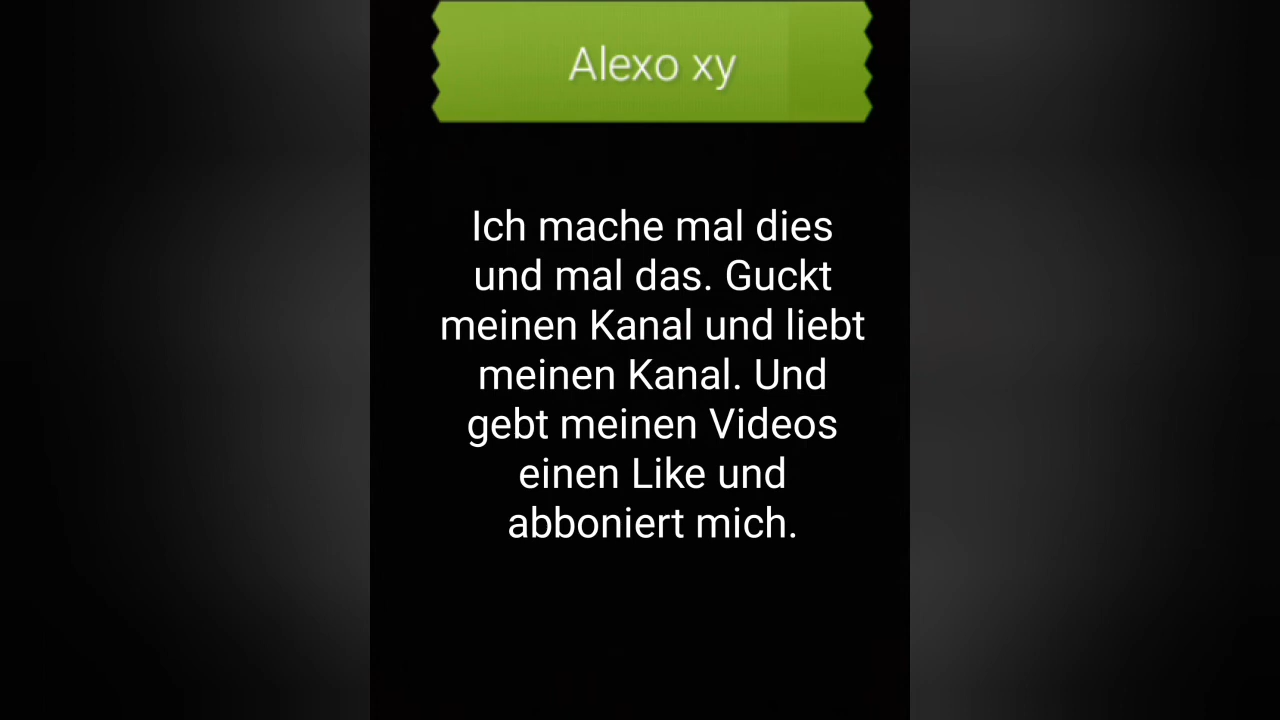 Alexo xy
Ich mache mal dies
und mal das. Guckt
meinen Kanal und liebt
meinen Kanal. Und
gebt meinen Videos
einen Like und
abboniert mich.